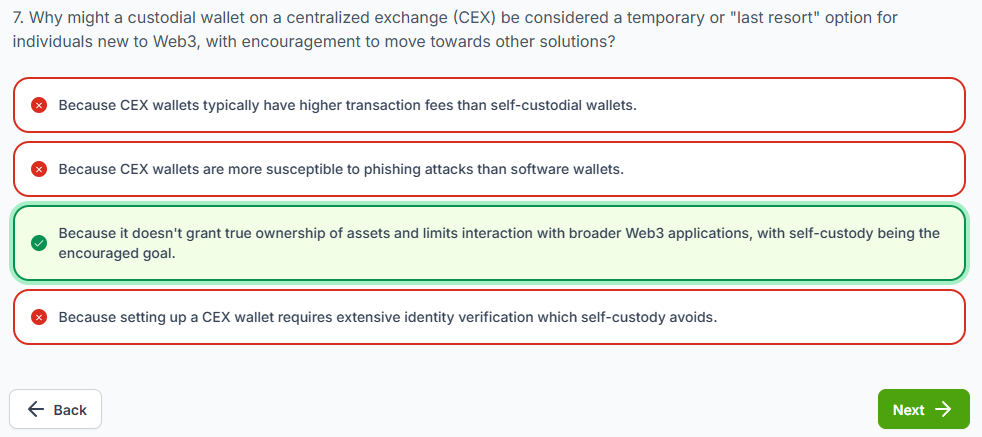 7. Why might a custodial wallet on a centralized exchange (CEX) be considered a temporary or "last resort" option for
individuals new to Web3, with encouragement to move towards other solutions?
Because CEX wallets typically have higher transaction fees than self-custodial wallets.
Because CEX wallets are more susceptible to phishing attacks than software wallets.
Because it doesn't grant true ownership of assets and limits interaction with broader Web3 applications, with self-custody being the
encouraged goal.
Because setting up a CEX wallet requires extensive identity verification which self-custody avoids.
Back
Next